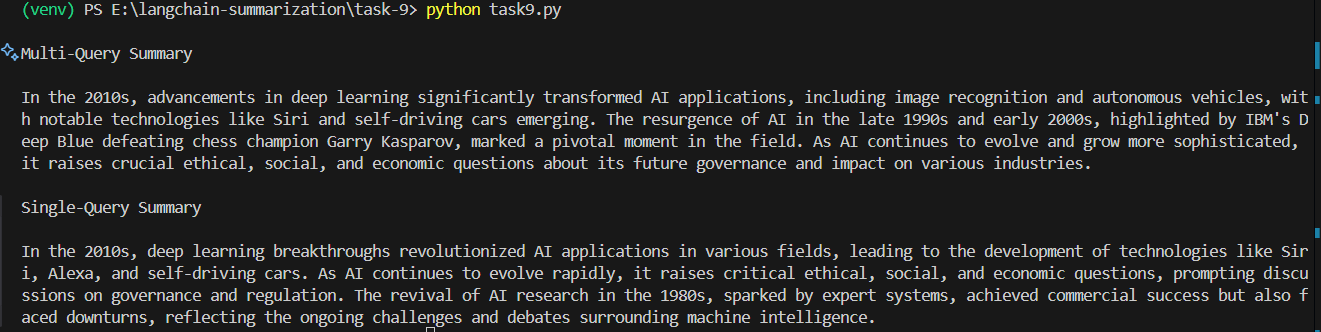 (venv) PS E:\langchain-summarization\task-9> python task9.py
Multi-Query Summary
In the 2010s, advancements in deep learning significantly transformed AI applications, including image recognition and autonomous vehicles, wit
h notable technologies like Siri and self-driving cars emerging. The resurgence of AI in the late 1990s and early 2000s, highlighted by IBM's D
eep Blue defeating chess champion Garry Kasparov, marked a pivotal moment in the field. As AI continues to evolve and grow more sophisticated,
it raises crucial ethical, social, and economic questions about its future governance and impact on various industries.
Single-Query Summary
In the 2010s, deep learning breakthroughs revolutionized AI applications in various fields, leading to the development of technologies like Sir
i, Alexa, and self-driving cars. As AI continues to evolve rapidly, it raises critical ethical, social, and economic questions, prompting discu
ssions on governance and regulation. The revival of AI research in the 1980s, sparked by expert systems, achieved commercial success but also f
aced downturns, reflecting the ongoing challenges and debates surrounding machine intelligence.